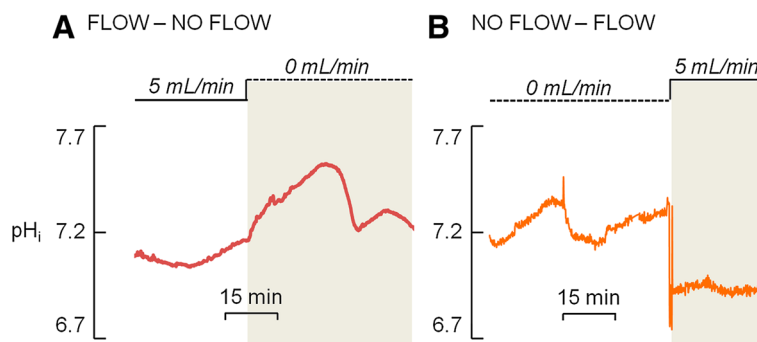 A FLOW – NO FLOW
5 mL/min
0 mL/min
7.7
7.2
6.7
pHi
15 min
B NO FLOW – FLOW
0 mL/min
5 mL/min
7.7
7.2
6.7
15 min